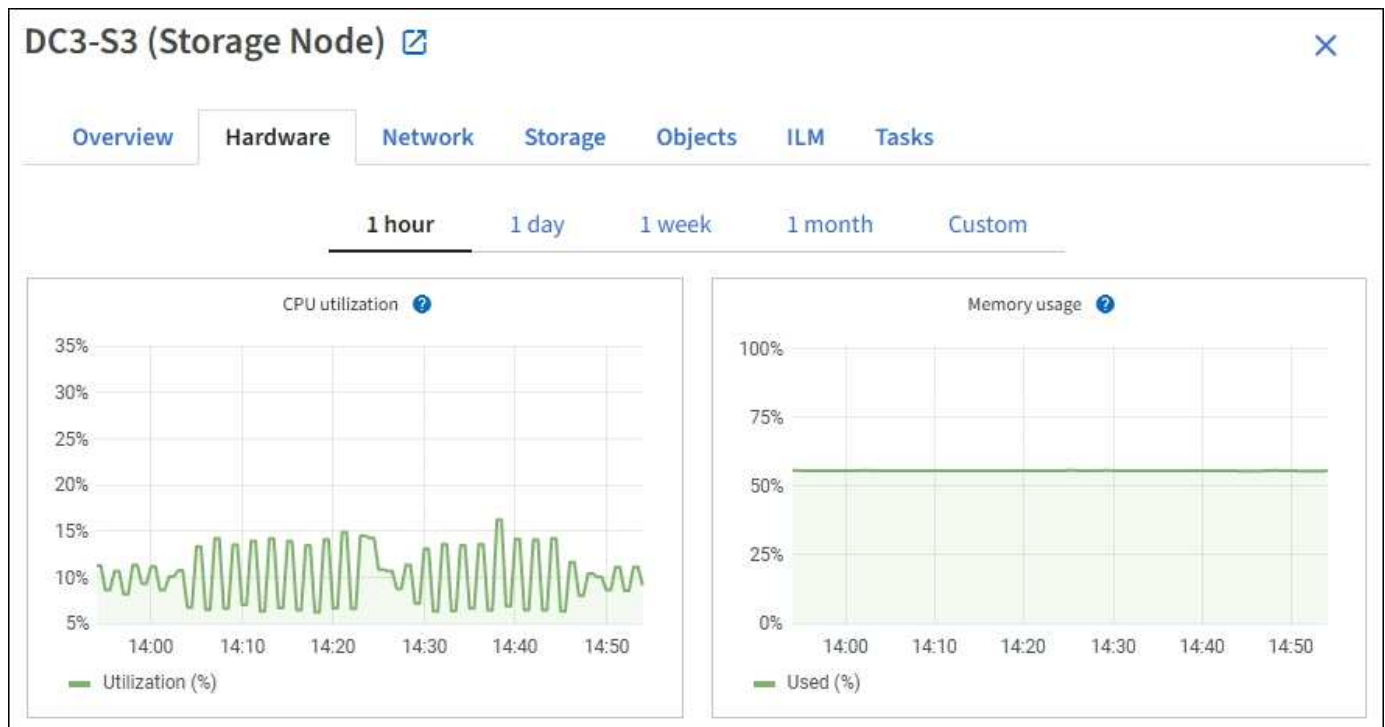 DC3-S3 (Storage Node)
Overview Hardware Network Storage Objects ILM Tasks
1 hour 1 day 1 week 1 month Custom
CPU utilization ?
35%
30%
25%
20%
15%
10%
5%
14:00 14:10 14:20 14:30 14:40 14:50
Utilization (%)
Memory usage ?
100%
75%
50%
25%
0%
14:00 14:10 14:20 14:30 14:40 14:50
Used (%)